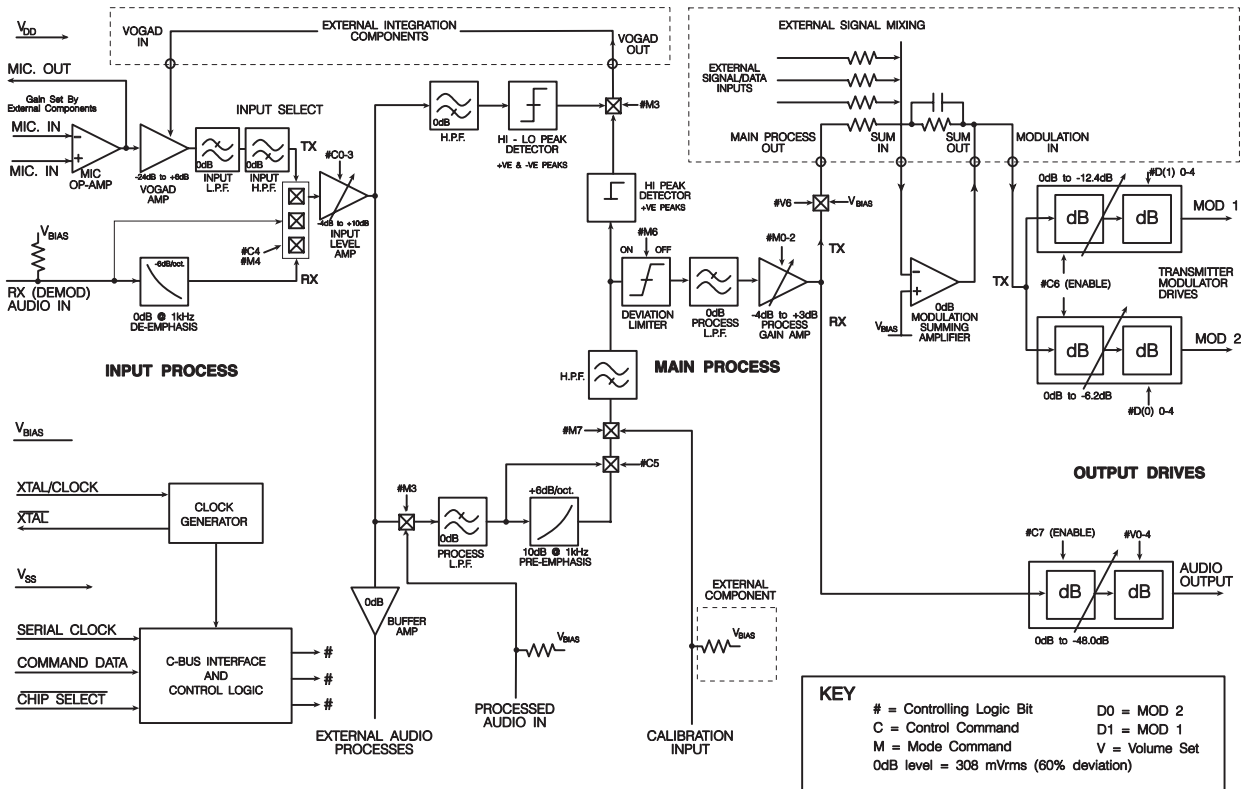 V_DD
MIC. OUT
Gain Set By
External Components
MIC. IN
MIC. IN
MIC
OP-AMP
VOGAD
IN
EXTERNAL INTEGRATION
COMPONENTS
VOGAD
OUT
-24dB to +6dB
VOGAD
AMP
0dB
INPUT
L.P.F.
0dB
INPUT
H.P.F.
INPUT SELECT
TX
#C0-3
-4dB to +10dB
INPUT
LEVEL
AMP
#C4
#M4
RX
V_BIAS
RX (DEMOD)
AUDIO IN
-6dB/oct.
0dB @ 1kHz
DE-EMPHASIS
INPUT PROCESS
0dB
H.P.F.
HI - LO PEAK
DETECTOR
+VE & -VE PEAKS
#M3
HI PEAK
DETECTOR
+VE PEAKS
#M6
ON
OFF
DEVIATION
LIMITER
0dB
PROCESS
L.P.F.
#M0-2
-4dB to +3dB
PROCESS
GAIN AMP
MAIN PROCESS
H.P.F.
#M7
#C5
#M3
0dB
PROCESS
L.P.F.
+6dB/oct.
10dB @ 1kHz
PRE-EMPHASIS
0dB
BUFFER
AMP
V_BIAS
PROCESSED
AUDIO IN
EXTERNAL AUDIO
PROCESSES
EXTERNAL
COMPONENT
V_BIAS
CALIBRATION
INPUT
EXTERNAL SIGNAL MIXING
EXTERNAL
SIGNAL/DATA
INPUTS
MAIN PROCESS
OUT
SUM
IN
SUM
OUT
MODULATION
IN
#V6
V_BIAS
TX
RX
V_BIAS
0dB
MODULATION
SUMMING
AMPLIFIER
TX
0dB to -12.4dB
#D(1) 0-4
dB
dB
MOD 1
#C6 (ENABLE)
TRANSMITTER
MODULATOR
DRIVES
dB
dB
MOD 2
0dB to -6.2dB
#D(0) 0-4
OUTPUT DRIVES
#C7 (ENABLE)
#V0-4
dB
dB
AUDIO
OUTPUT
0dB to -48.0dB
V_BIAS
XTAL/CLOCK
XTAL
CLOCK
GENERATOR
V_SS
SERIAL CLOCK
COMMAND DATA
CHIP SELECT
C-BUS INTERFACE
AND
CONTROL LOGIC
#
#
#
KEY
# = Controlling Logic Bit
C = Control Command
M = Mode Command
0dB level = 308 mVrms (60% deviation)
D0 = MOD 2
D1 = MOD 1
V = Volume Set